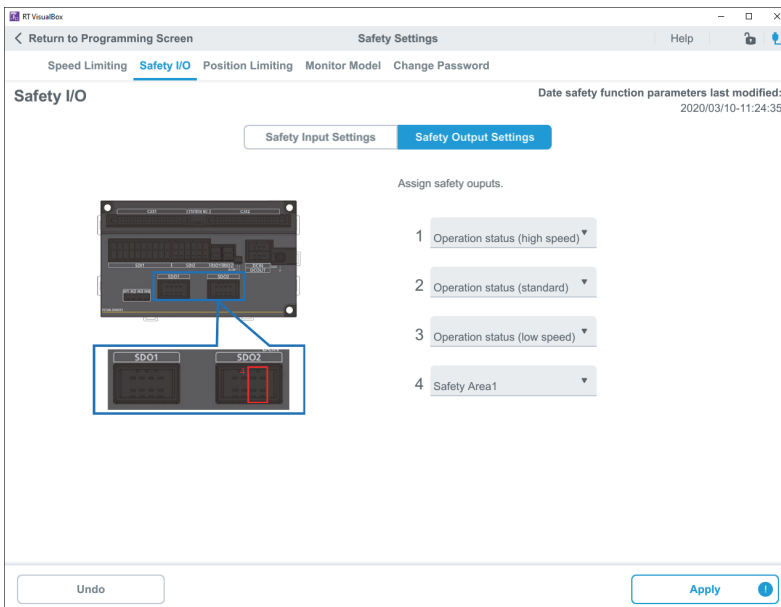 RT VisualBox
Return to Programming Screen
Safety Settings
Help
Speed Limiting Safety I/O Position Limiting Monitor Model Change Password
Safety I/O
Date safety function parameters last modified:
2020/03/10-11:24:35
Safety Input Settings
Safety Output Settings
Assign safety ouputs.
1 Operation status (high speed)
2 Operation status (standard)
3 Operation status (low speed)
4 Safety Area1
SDO1
SDO2
SDO1
SDO2
4
Undo
Apply